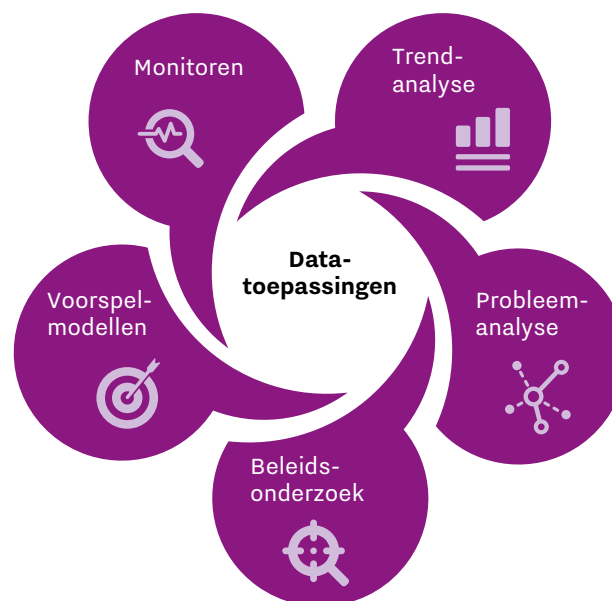 Monitoren
Trend-
analyse
Data-
toepassingen
Voorspel-
modellen
Probleem-
analyse
Beleids-
onderzoek